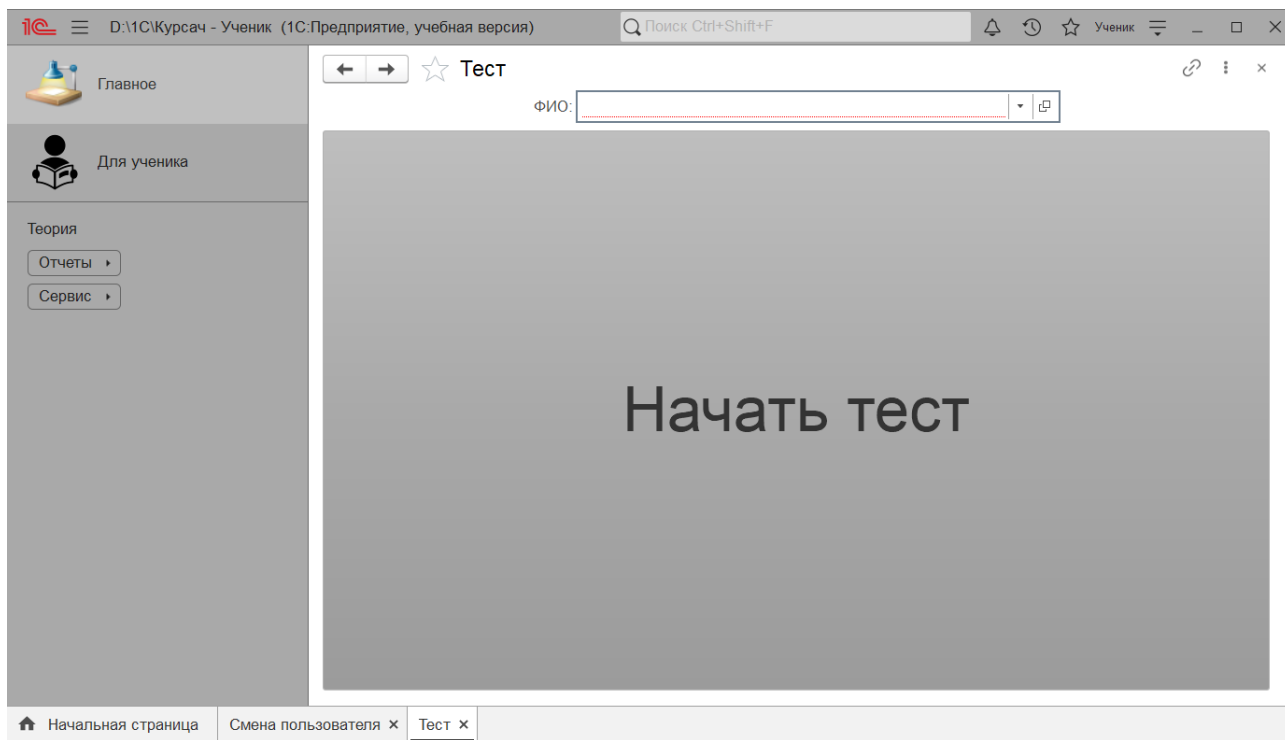 1С D:\1С\Курсач - Ученик (1С:Предприятие, учебная версия) Поиск Ctrl+Shift+F Ученик
Главное
Для ученика
Теория
Отчеты
Сервис
Тест
ФИО:
Начать тест
Начальная страница Смена пользователя Тест